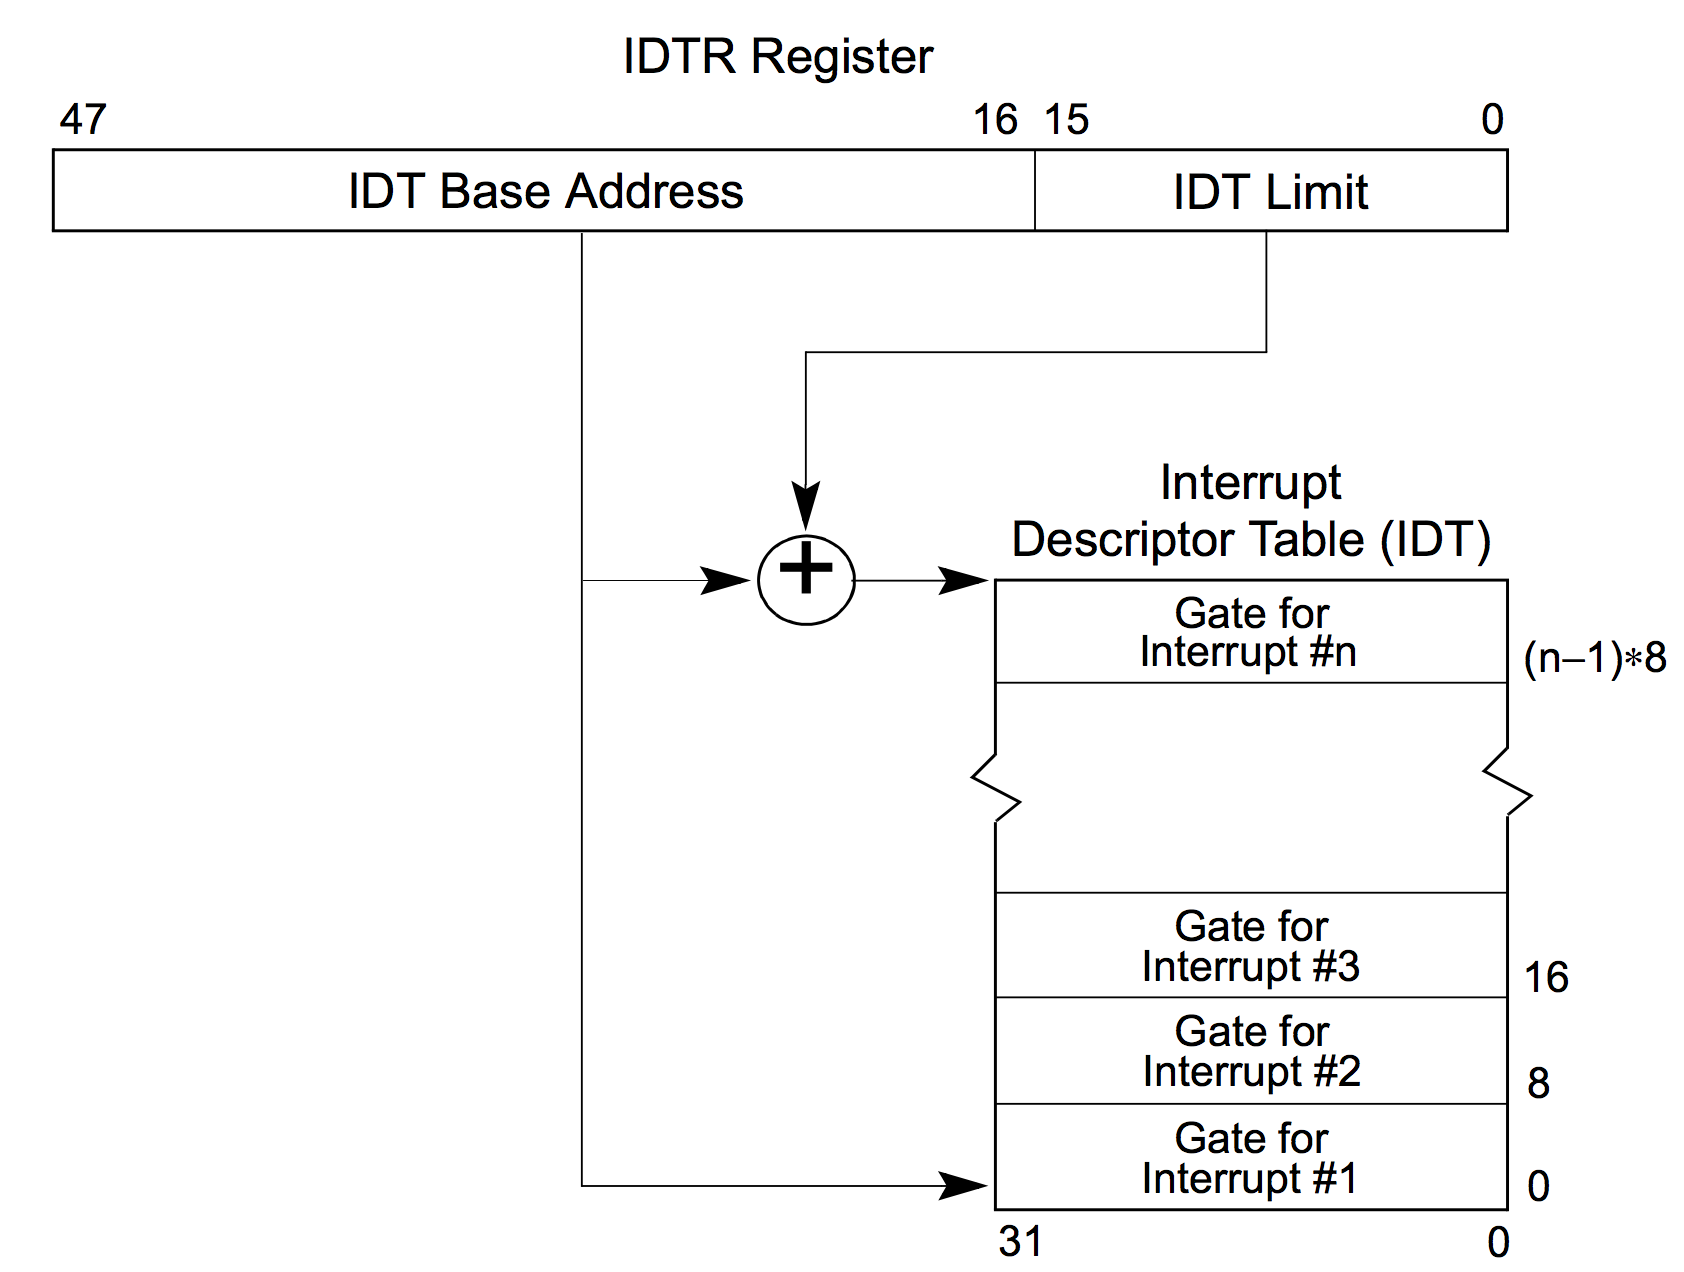 IDTR Register
47 16 15 0
IDT Base Address IDT Limit
+
Interrupt
Descriptor Table (IDT)
Gate for
Interrupt #n
(n–1)*8
Gate for
Interrupt #3
16
Gate for
Interrupt #2
8
Gate for
Interrupt #1
0
31 0